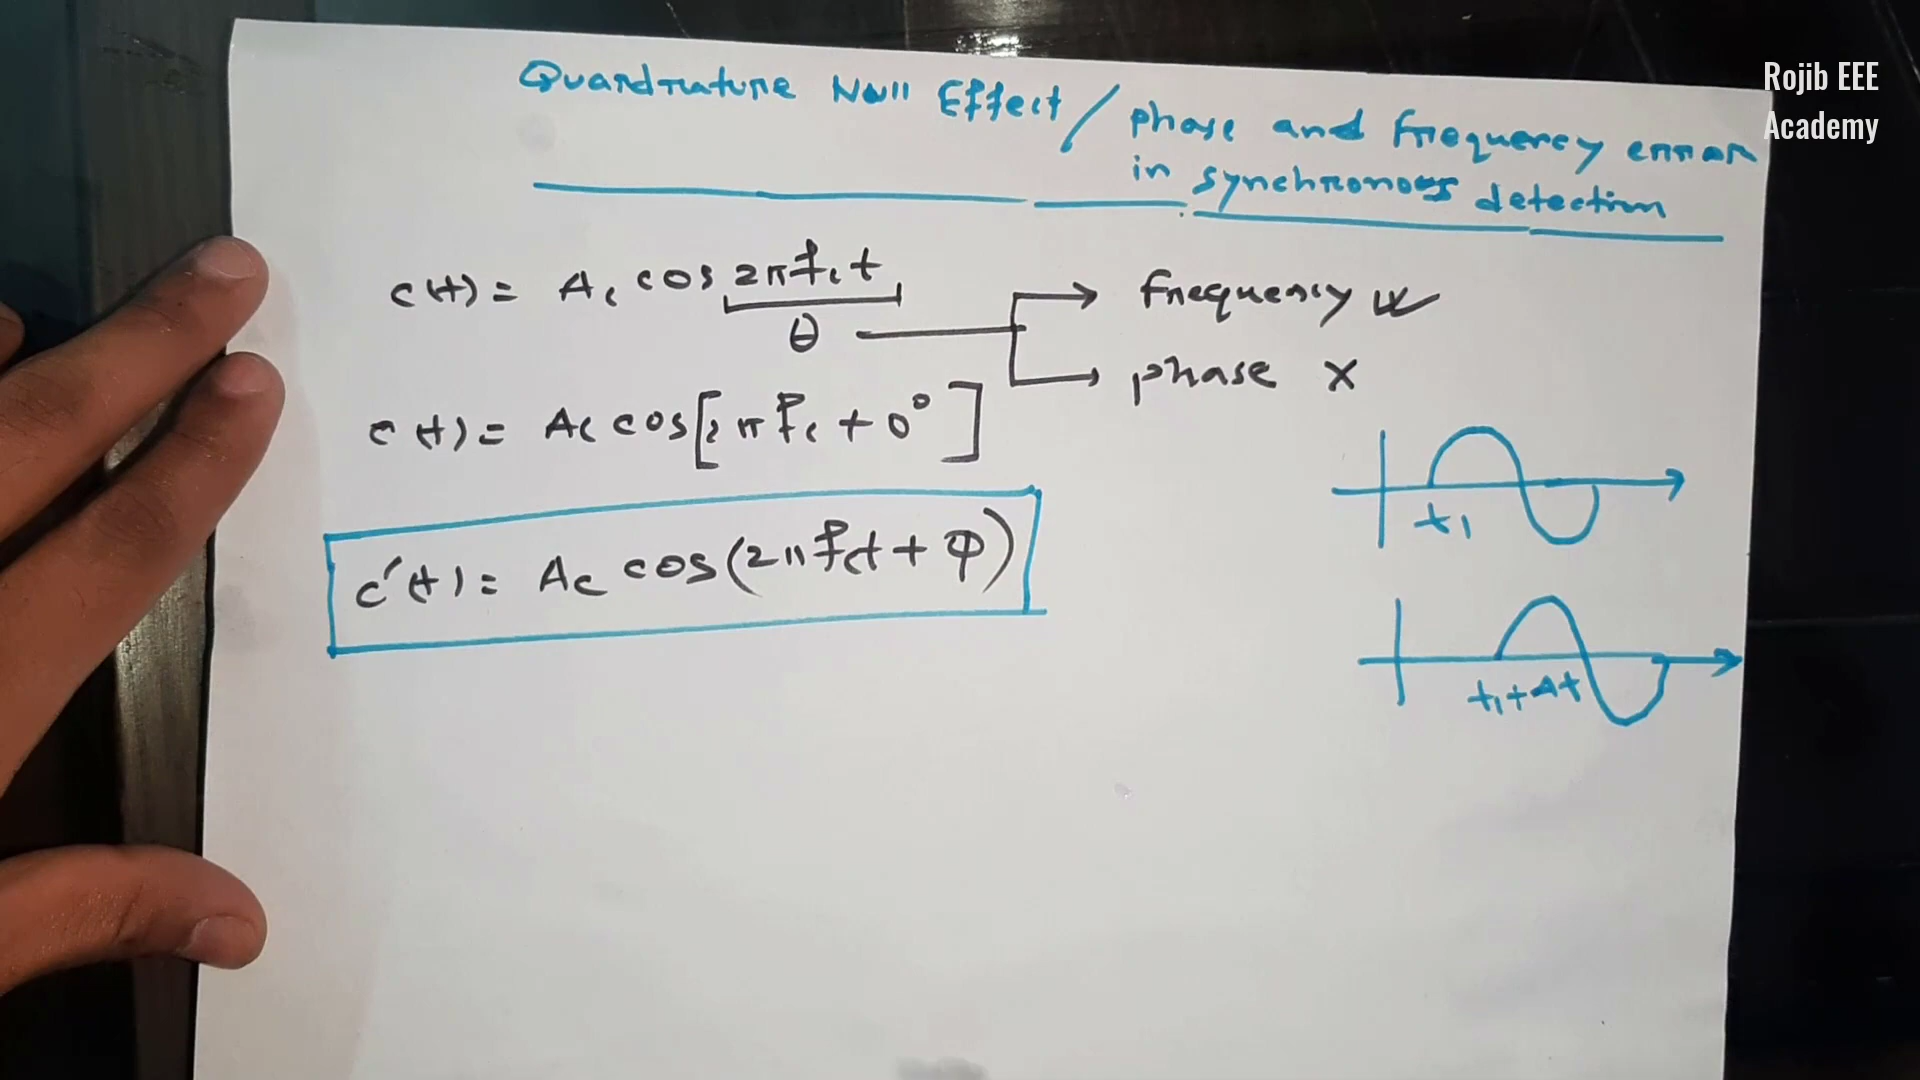 Quandrature Null Effect / phase and frequency error
in synchronous detection
Rojib EEE
Academy
c(t) = Ac cos 2πfct
θ
frequency w
phase x
c(t) = Ac cos[2πfc + 0°]
c'(t) = Ac cos(2πfct + φ)
t1
t1+Δt